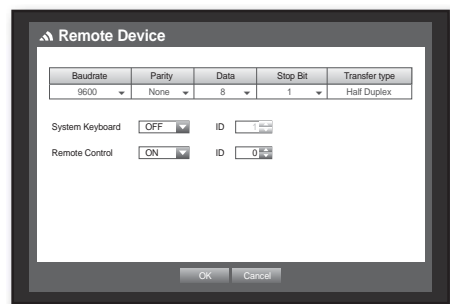 Remote Device
Baudrate Parity Data Stop Bit Transfer type
9600 None 8 1 Half Duplex
System Keyboard OFF ID 1
Remote Control ON ID 0
OK Cancel